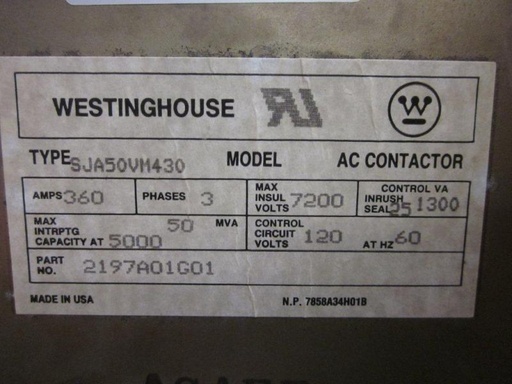 WESTINGHOUSE
TYPE SJA50VM430 MODEL AC CONTACTOR
AMPS 360 PHASES 3 MAX INSUL VOLTS 7200 CONTROL VA INRUSH 1300 SEAL 25
MAX INTRPTG CAPACITY AT 5000 50 MVA CONTROL CIRCUIT VOLTS 120 AT HZ 60
PART NO. 2197A01G01
MADE IN USA N.P. 7858A34H01B